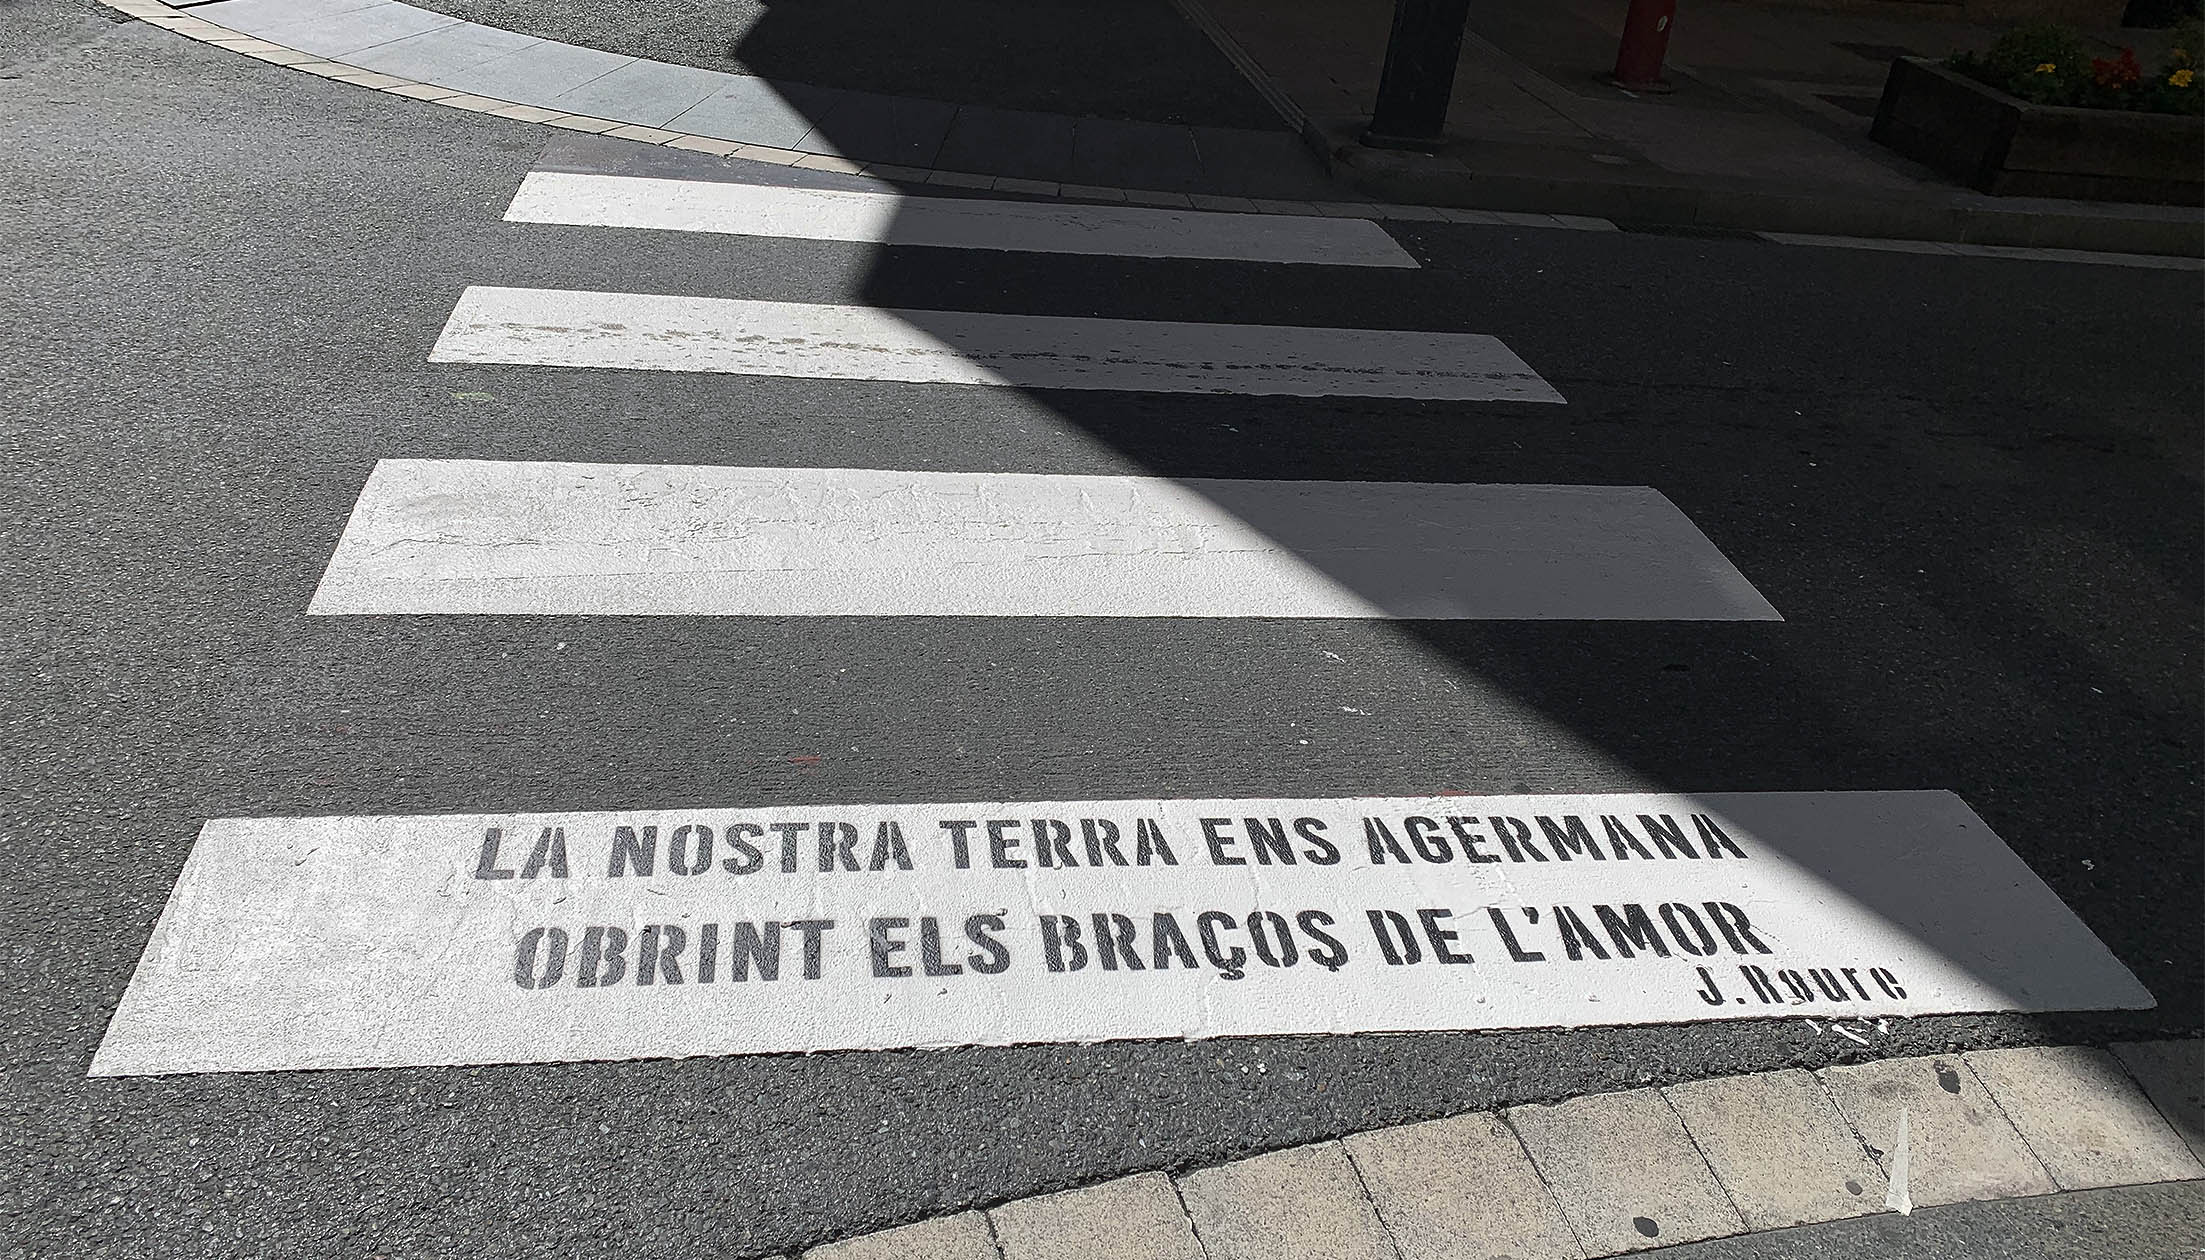 LA NOSTRA TERRA ENS AGERMANA
OBRINT ELS BRAÇOS DE L'AMOR
J. Roure